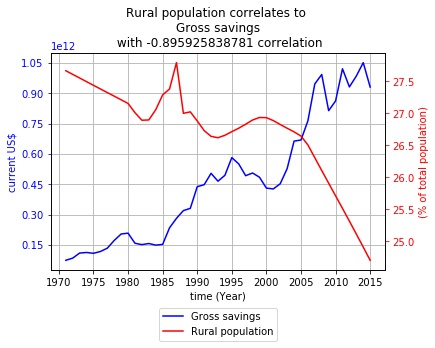 Rural population correlates to
Gross savings
with -0.895925838781 correlation
1e12
1.05
0.90
0.75
0.60
0.45
0.30
0.15
current US$
27.5
27.0
26.5
26.0
25.5
25.0
(% of total population)
1970 1975 1980 1985 1990 1995 2000 2005 2010 2015
time (Year)
Gross savings
Rural population